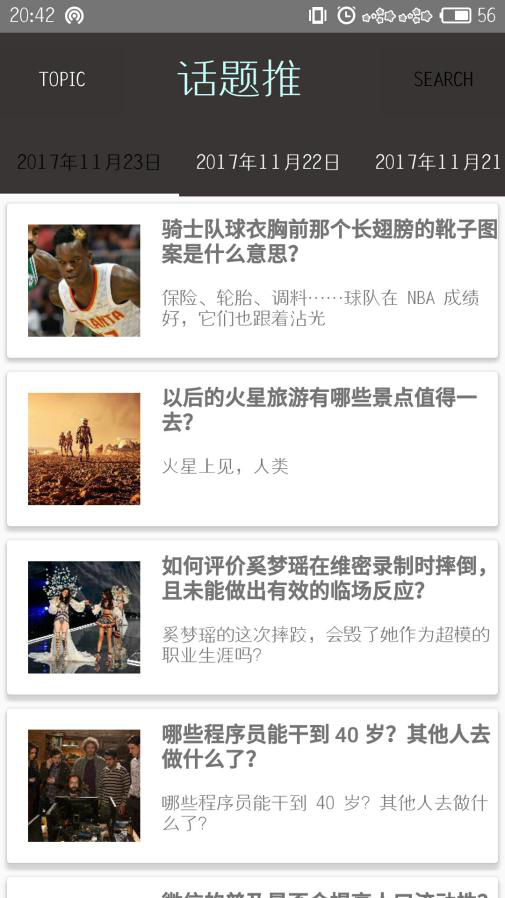 20:42
56
TOPIC
话题推
SEARCH
2017年11月23日
2017年11月22日
2017年11月21
骑士队球衣胸前那个长翅膀的靴子图
案是什么意思？
保险、轮胎、调料……球队在 NBA 成绩
好，它们也跟着沾光
ATLANTA
以后的火星旅游有哪些景点值得一
去？
火星上见，人类
如何评价奚梦瑶在维密录制时摔倒，
且未能做出有效的临场反应？
奚梦瑶的这次摔跤，会毁了她作为超模的
职业生涯吗？
哪些程序员能干到 40 岁？其他人去
做什么了？
哪些程序员能干到 40 岁？其他人去做什
么了？